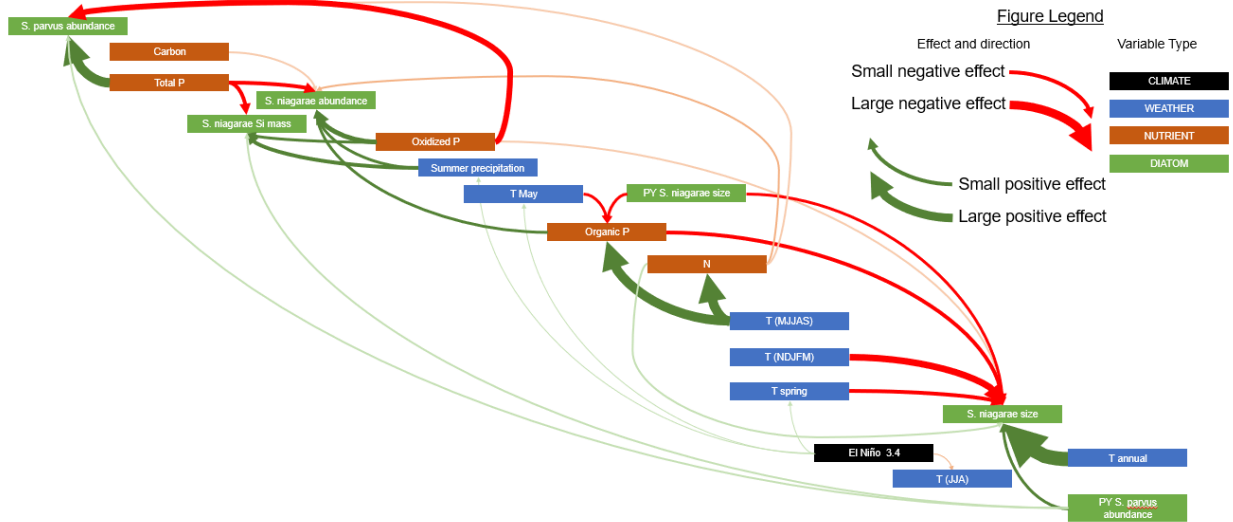 Figure Legend
Effect and direction
Variable Type
Small negative effect
Large negative effect
Small positive effect
Large positive effect
CLIMATE
WEATHER
NUTRIENT
DIATOM
S. parvus abundance
Carbon
Total P
S. niagarae abundance
S. niagarae Si mass
Oxidized P
Summer precipitation
T May
PY S. niagarae size
Organic P
N
T (MJJAS)
T (NDJFM)
T spring
S. niagarae size
El Niño 3.4
T annual
T (JJA)
PY S. parvus
abundance